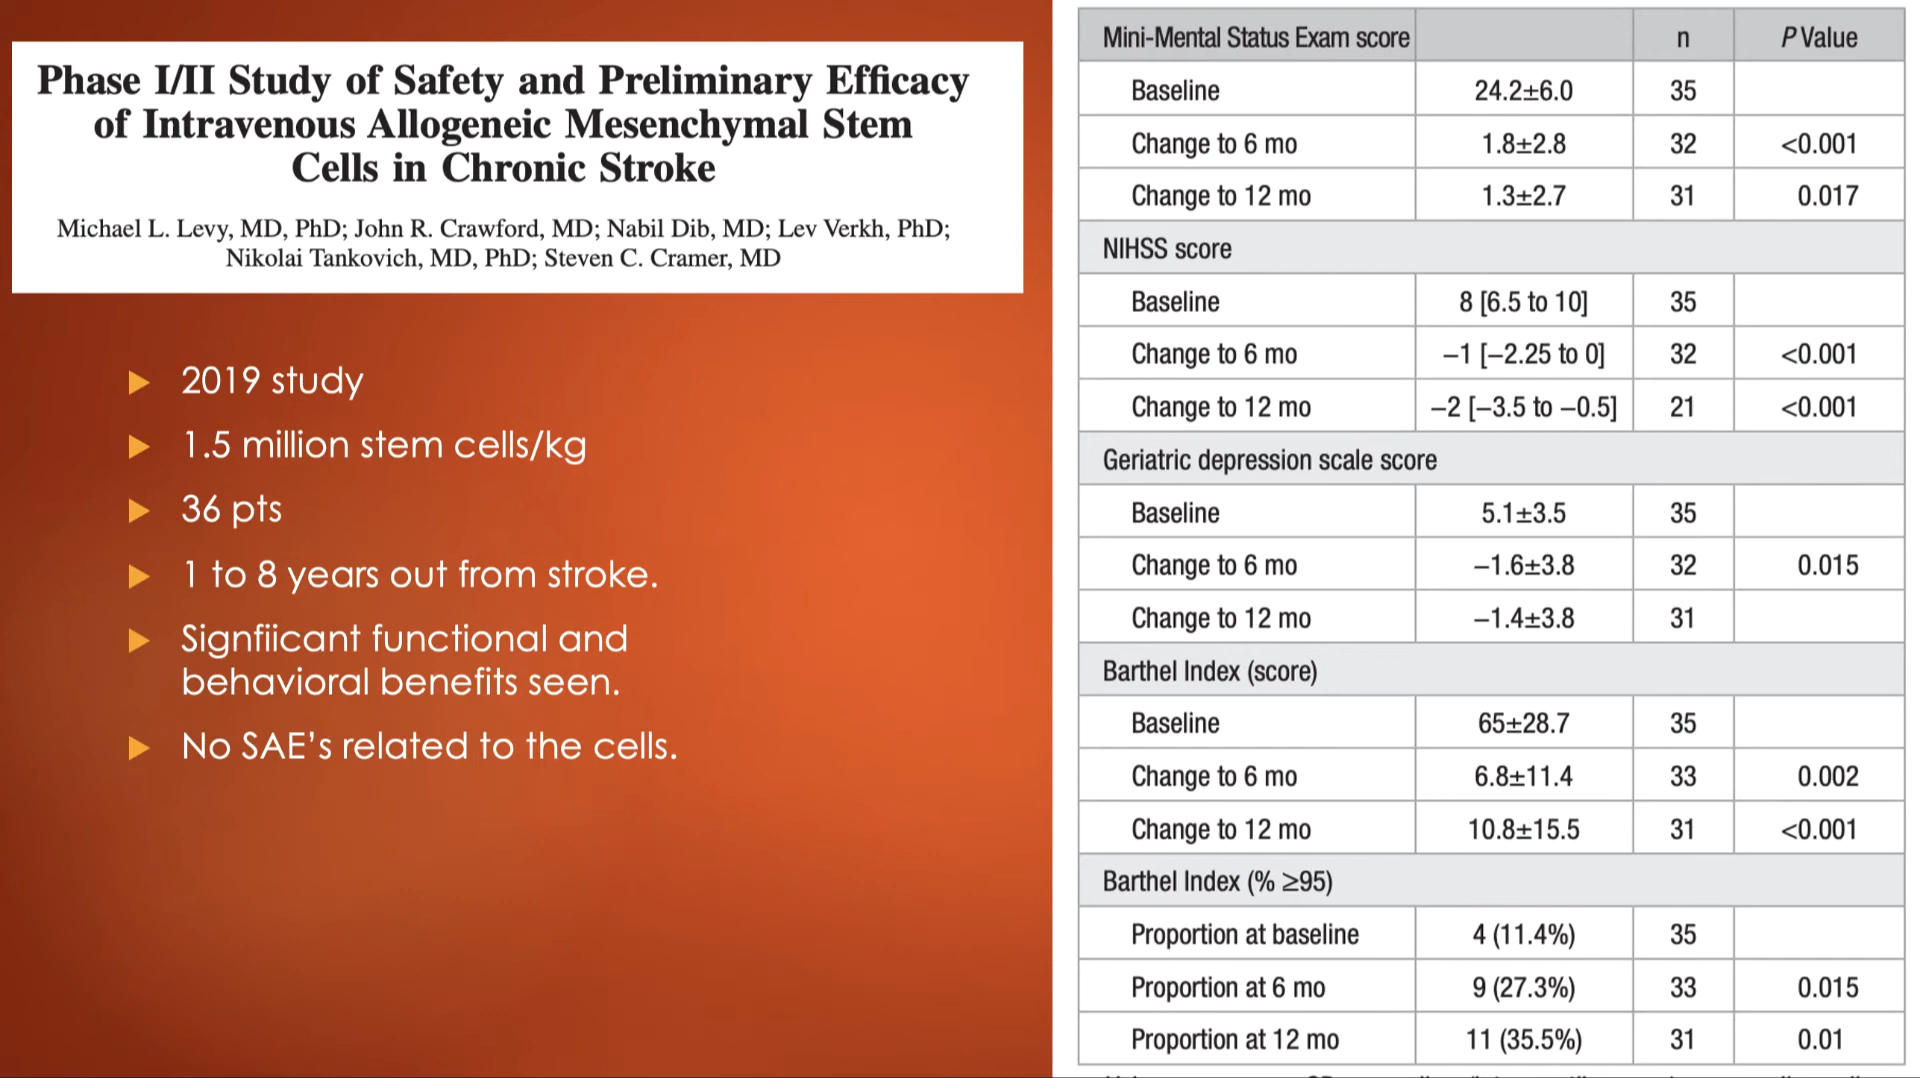 Phase I/II Study of Safety and Preliminary Efficacy
of Intravenous Allogeneic Mesenchymal Stem
Cells in Chronic Stroke
Michael L. Levy, MD, PhD; John R. Crawford, MD; Nabil Dib, MD; Lev Verkh, PhD;
Nikolai Tankovich, MD, PhD; Steven C. Cramer, MD
2019 study
1.5 million stem cells/kg
36 pts
1 to 8 years out from stroke.
Signfiicant functional and
behavioral benefits seen.
No SAE's related to the cells.
Mini-Mental Status Exam score n P Value
Baseline 24.2±6.0 35
Change to 6 mo 1.8±2.8 32 <0.001
Change to 12 mo 1.3±2.7 31 0.017
NIHSS score
Baseline 8 [6.5 to 10] 35
Change to 6 mo –1 [–2.25 to 0] 32 <0.001
Change to 12 mo –2 [–3.5 to –0.5] 21 <0.001
Geriatric depression scale score
Baseline 5.1±3.5 35
Change to 6 mo –1.6±3.8 32 0.015
Change to 12 mo –1.4±3.8 31
Barthel Index (score)
Baseline 65±28.7 35
Change to 6 mo 6.8±11.4 33 0.002
Change to 12 mo 10.8±15.5 31 <0.001
Barthel Index (% ≥95)
Proportion at baseline 4 (11.4%) 35
Proportion at 6 mo 9 (27.3%) 33 0.015
Proportion at 12 mo 11 (35.5%) 31 0.01